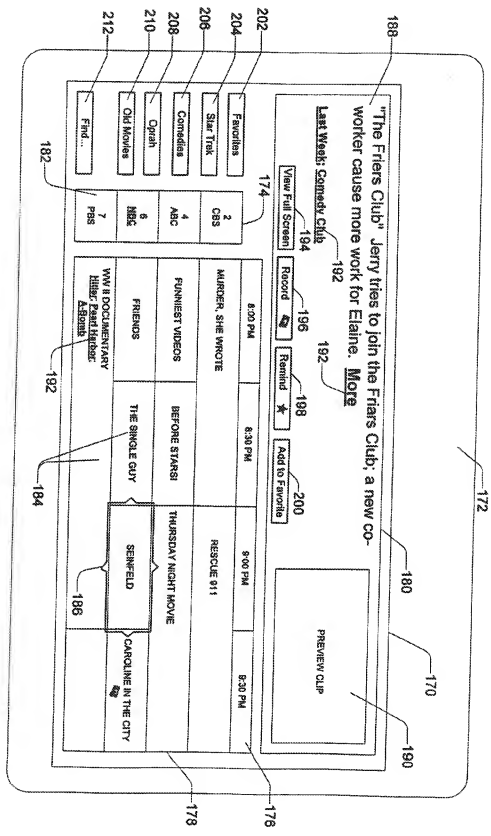 172
170
180
190
188
"The Friers Club" Jerry tries to join the Friars Club; a new co-
worker cause more work for Elaine. More
Last Week: Comedy Club
192
192
PREVIEW CLIP
View Full Screen
Record
Remind
Add to Favorite
194
196
198
200
202
204
206
208
210
212
Favorites
Star Trek
Comedies
Oprah
Old Movies
Find...
174
182
2
CBS
4
ABC
6
NBC
7
PBS
8:00 PM
8:30 PM
9:00 PM
9:30 PM
176
178
MURDER, SHE WROTE
RESCUE 911
FUNNIEST VIDEOS
BEFORE STARS!
THURSDAY NIGHT MOVIE
FRIENDS
THE SINGLE GUY
SEINFELD
CAROLINE IN THE CITY
WW II DOCUMENTARY
Hitler, Pearl Harbor,
A-Bomb
192
184
186